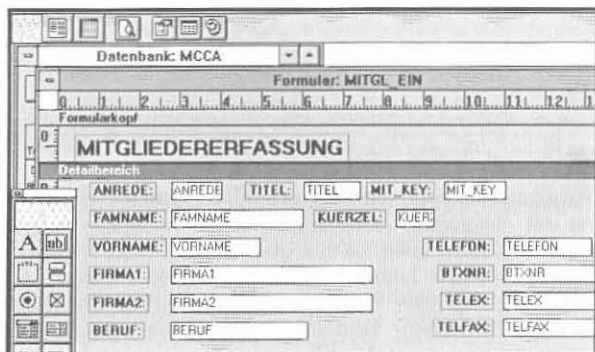 Datenbank: MCCA
Formular: MITGL_EIN
0 1 2 3 4 5 6 7 8 9 10 11 12
Formularkopf
0
MITGLIEDERERFASSUNG
Detailbereich
ANREDE: ANREDE TITEL: TITEL MIT_KEY: MIT_KEY
FAMNAME: FAMNAME KUERZEL: KUER
VORNAME: VORNAME TELEFON: TELEFON
A ab
FIRMA1: FIRMA1 BTXNR: BTXNR
FIRMA2: FIRMA2 TELEX: TELEX
BERUF: BERUF TELFAX: TELFAX